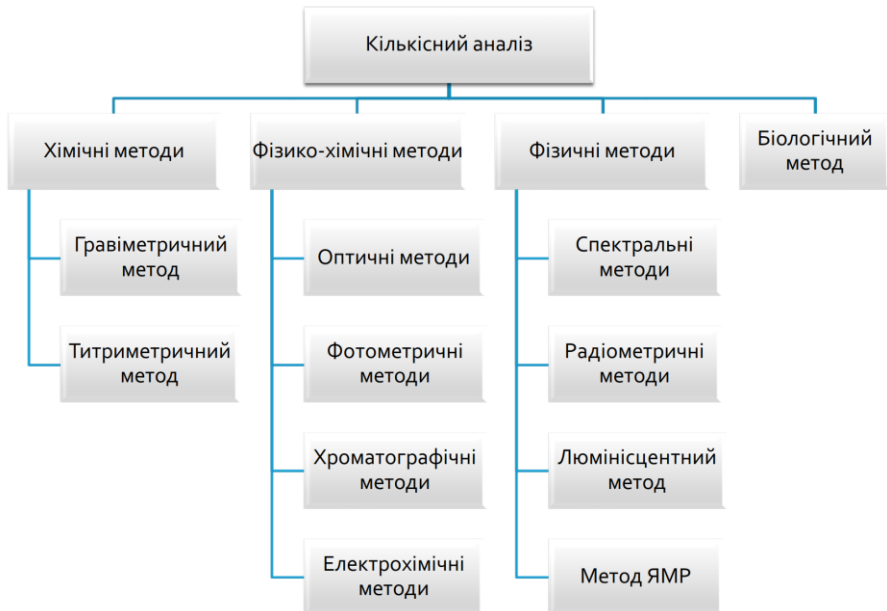 Кількісний аналіз
Хімічні методи
Фізико-хімічні методи
Фізичні методи
Біологічний
метод
Гравіметричний
метод
Титриметричний
метод
Оптичні методи
Фотометричні
методи
Хроматографічні
методи
Електрохімічні
методи
Спектральні
методи
Радіометричні
методи
Люмінісцентний
метод
Метод ЯМР